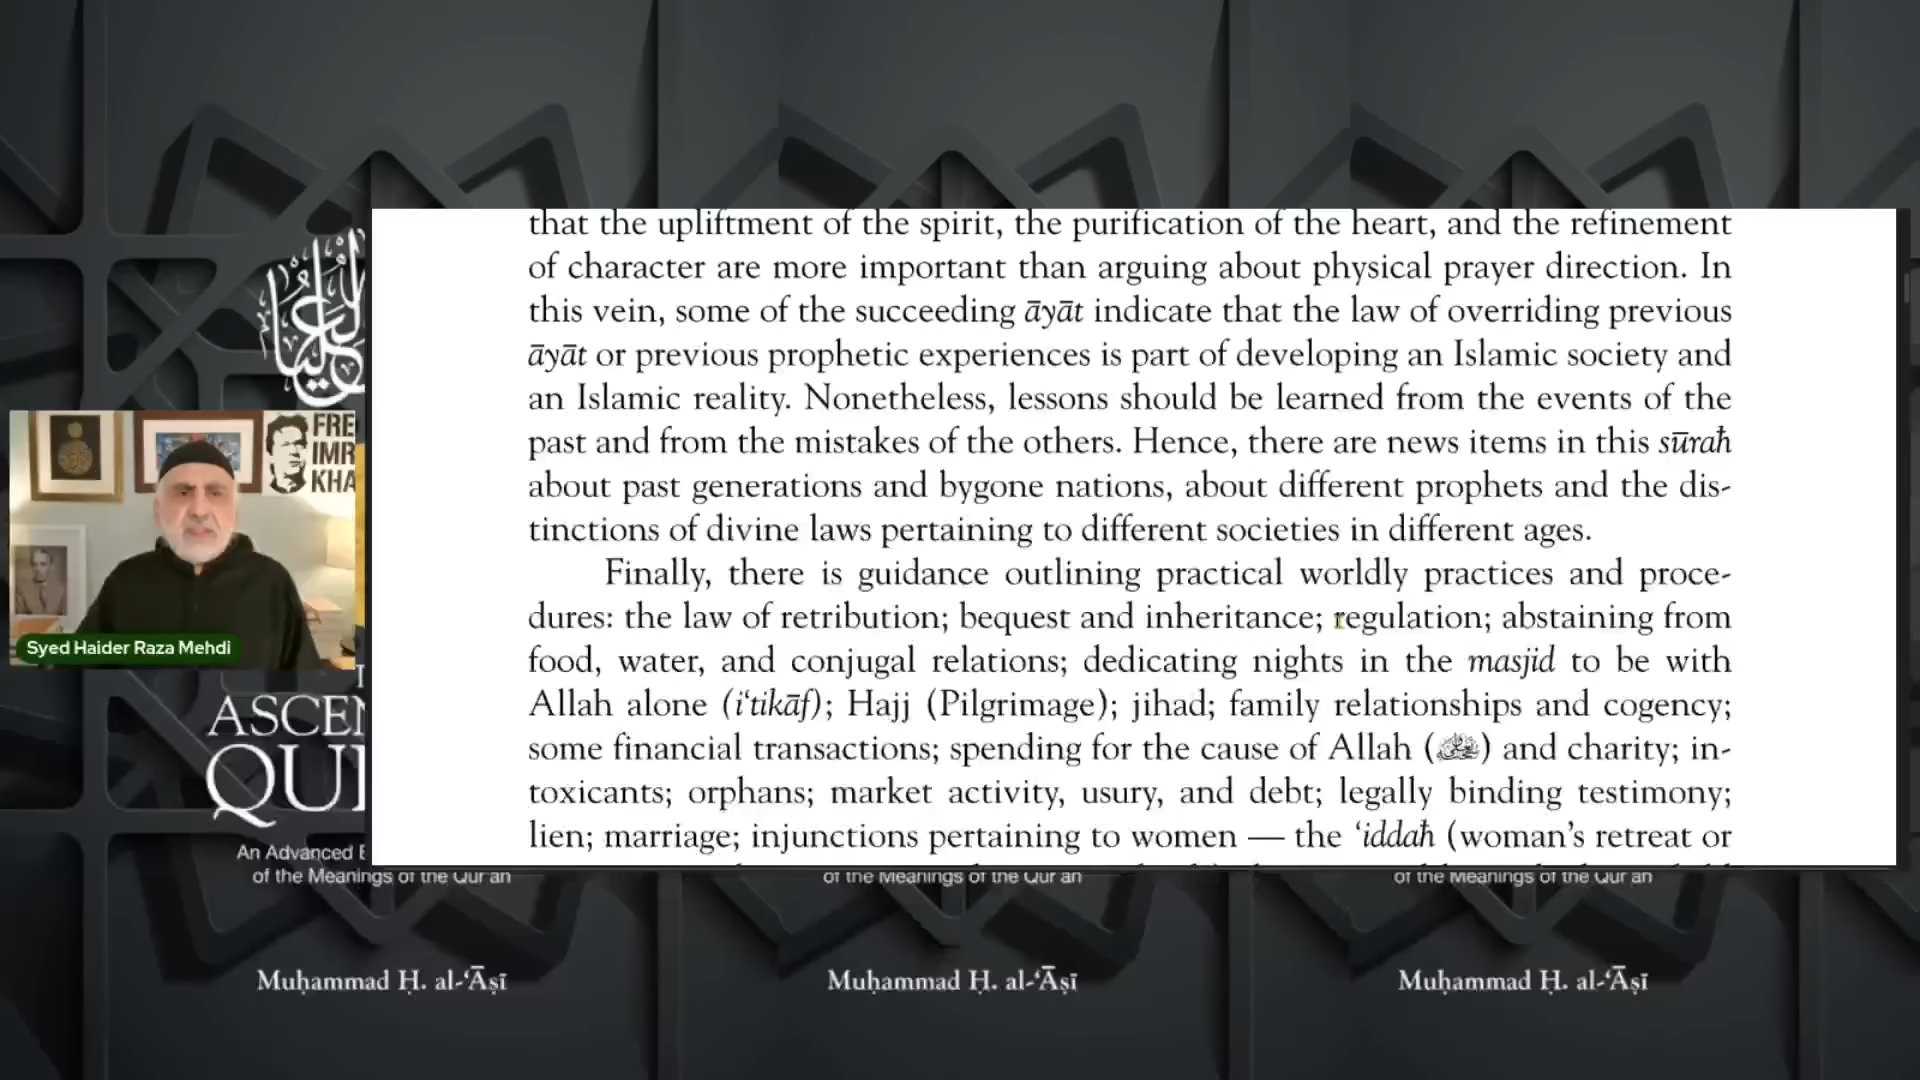 that the upliftment of the spirit, the purification of the heart, and the refinement
of character are more important than arguing about physical prayer direction. In
this vein, some of the succeeding āyāt indicate that the law of overriding previous
āyāt or previous prophetic experiences is part of developing an Islamic society and
an Islamic reality. Nonetheless, lessons should be learned from the events of the
past and from the mistakes of the others. Hence, there are news items in this sūraħ
about past generations and bygone nations, about different prophets and the dis-
tinctions of divine laws pertaining to different societies in different ages.
Finally, there is guidance outlining practical worldly practices and proce-
dures: the law of retribution; bequest and inheritance; regulation; abstaining from
food, water, and conjugal relations; dedicating nights in the masjid to be with
Allah alone (i‘tikāf); Hajj (Pilgrimage); jihad; family relationships and cogency;
some financial transactions; spending for the cause of Allah () and charity; in-
toxicants; orphans; market activity, usury, and debt; legally binding testimony;
lien; marriage; injunctions pertaining to women — the ‘iddaħ (woman’s retreat or
FRE
IMR
KHA
Syed Haider Raza Mehdi
ASCEN
QU
An Advanced E
of the Meanings of the Qur'an
of the Meanings of the Qur'an
of the Meanings of the Qur'an
Muḥammad Ḥ. al-‘Āṣī
Muḥammad Ḥ. al-‘Āṣī
Muḥammad Ḥ. al-‘Āṣī